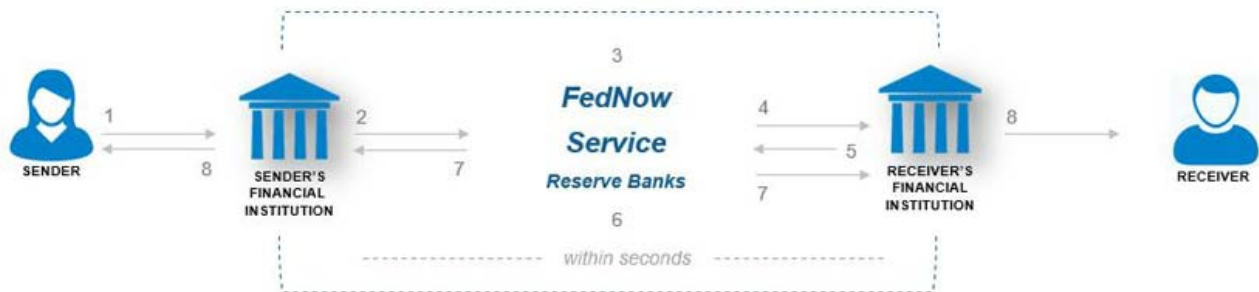 3
FedNow
Service
Reserve Banks
6
within seconds
1
8
SENDER
2
7
SENDER'S
FINANCIAL
INSTITUTION
4
5
7
RECEIVER'S
FINANCIAL
INSTITUTION
8
RECEIVER